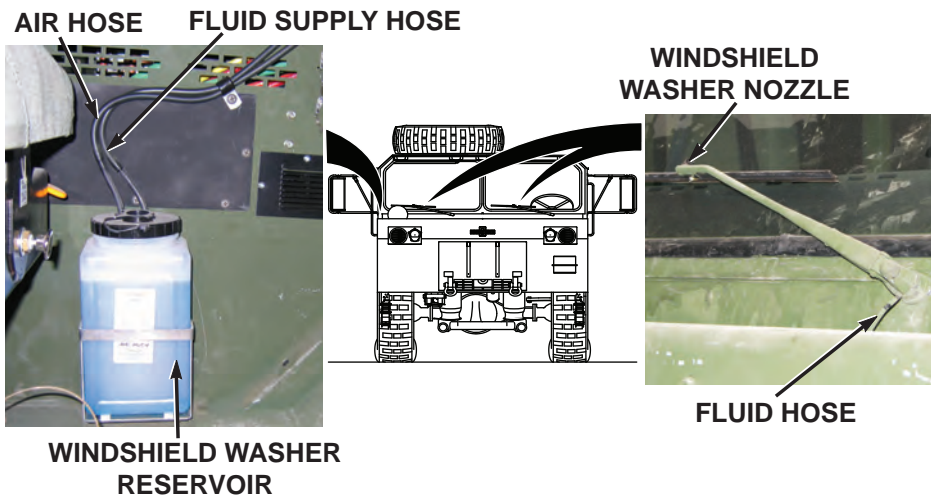 AIR HOSE
FLUID SUPPLY HOSE
WINDSHIELD
WASHER NOZZLE
FLUID HOSE
WINDSHIELD WASHER
RESERVOIR